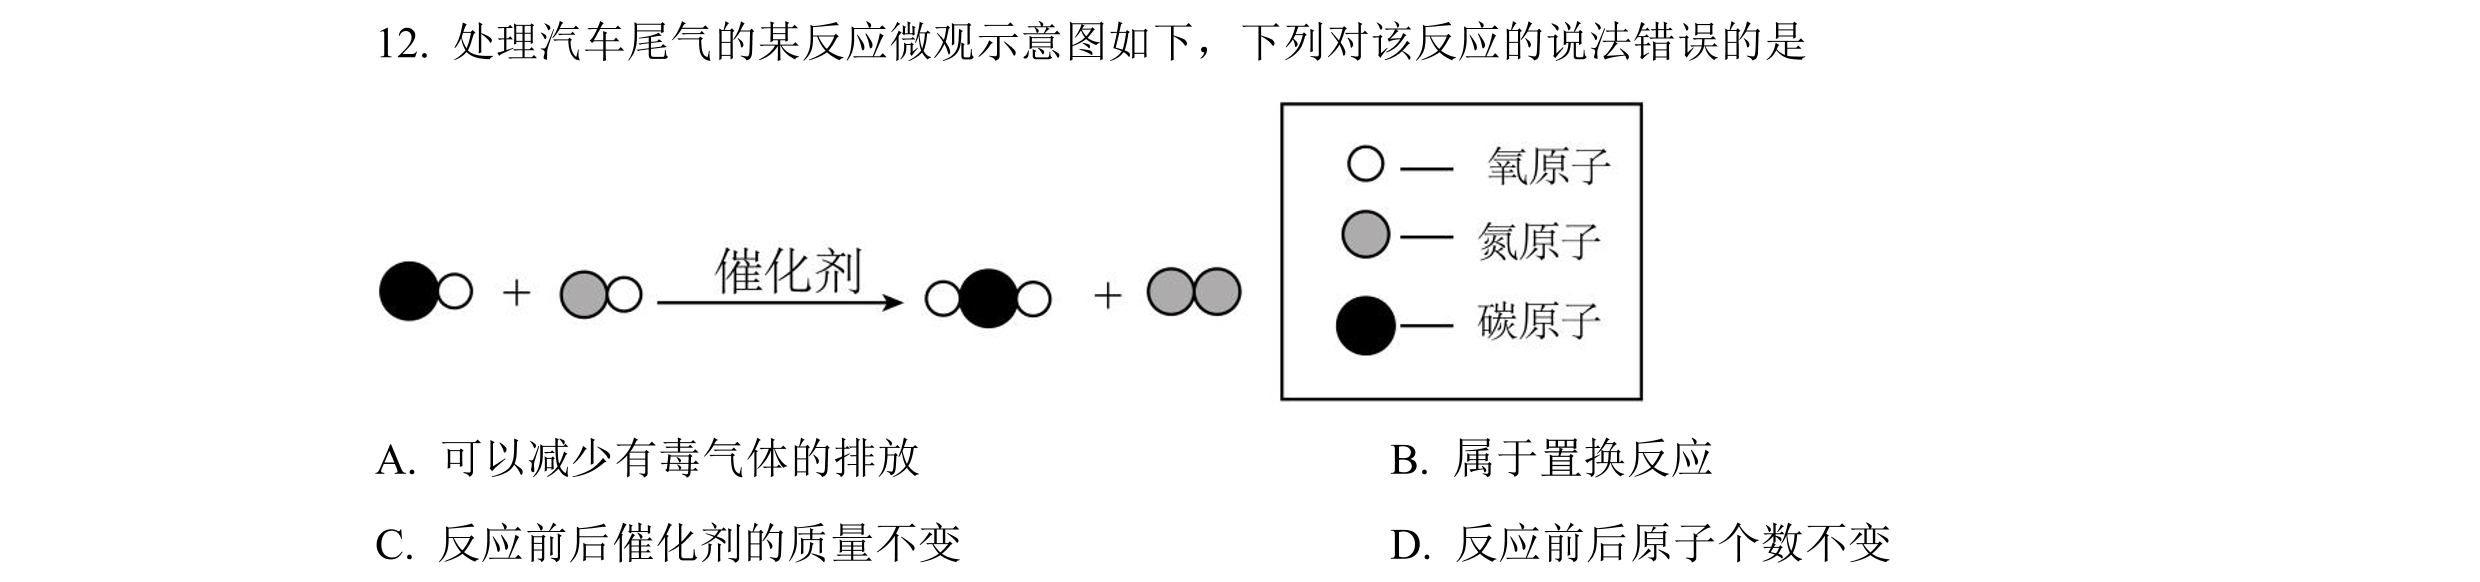 12. 处理汽车尾气的某反应微观示意图如下，下列对该反应的说法错误的是
— 氧原子
— 氮原子
— 碳原子
+ 催化剂 +
A. 可以减少有毒气体的排放 B. 属于置换反应
C. 反应前后催化剂的质量不变 D. 反应前后原子个数不变